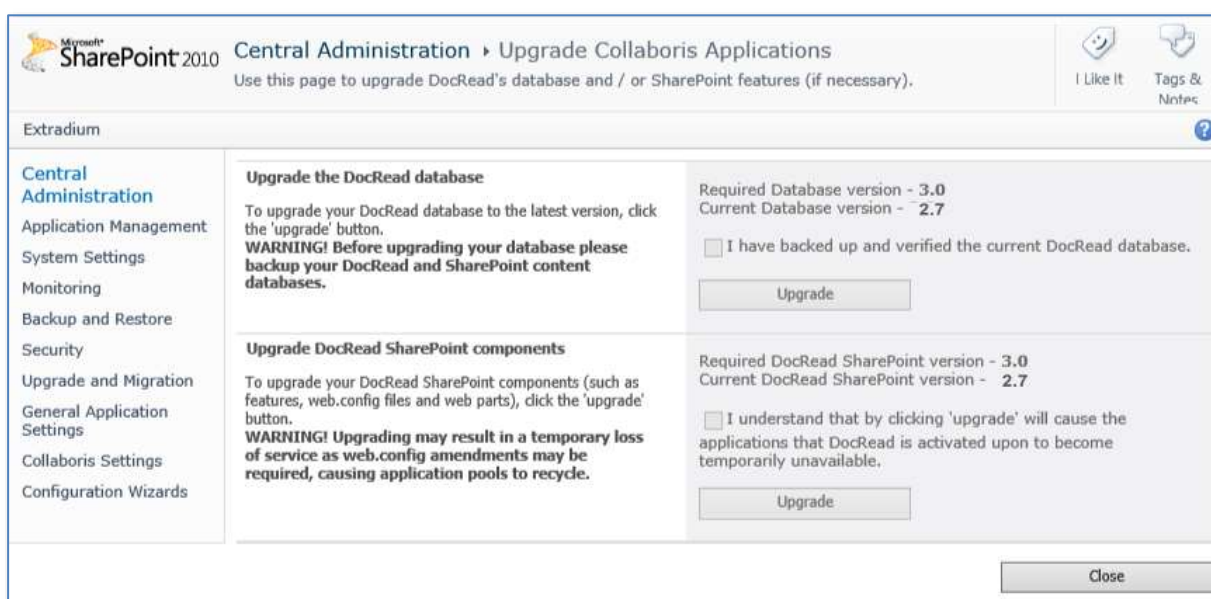 Microsoft®
SharePoint 2010
Central Administration ▸ Upgrade Collaboris Applications
Use this page to upgrade DocRead's database and / or SharePoint features (if necessary).
I Like It
Tags &
Notes
Extradium
Central
Administration
Application Management
System Settings
Monitoring
Backup and Restore
Security
Upgrade and Migration
General Application
Settings
Collaboris Settings
Configuration Wizards
Upgrade the DocRead database
To upgrade your DocRead database to the latest version, click
the 'upgrade' button.
WARNING! Before upgrading your database please
backup your DocRead and SharePoint content
databases.
Required Database version - 3.0
Current Database version - 2.7
I have backed up and verified the current DocRead database.
Upgrade
Upgrade DocRead SharePoint components
To upgrade your DocRead SharePoint components (such as
features, web.config files and web parts), click the 'upgrade'
button.
WARNING! Upgrading may result in a temporary loss
of service as web.config amendments may be
required, causing application pools to recycle.
Required DocRead SharePoint version - 3.0
Current DocRead SharePoint version - 2.7
I understand that by clicking 'upgrade' will cause the
applications that DocRead is activated upon to become
temporarily unavailable.
Upgrade
Close